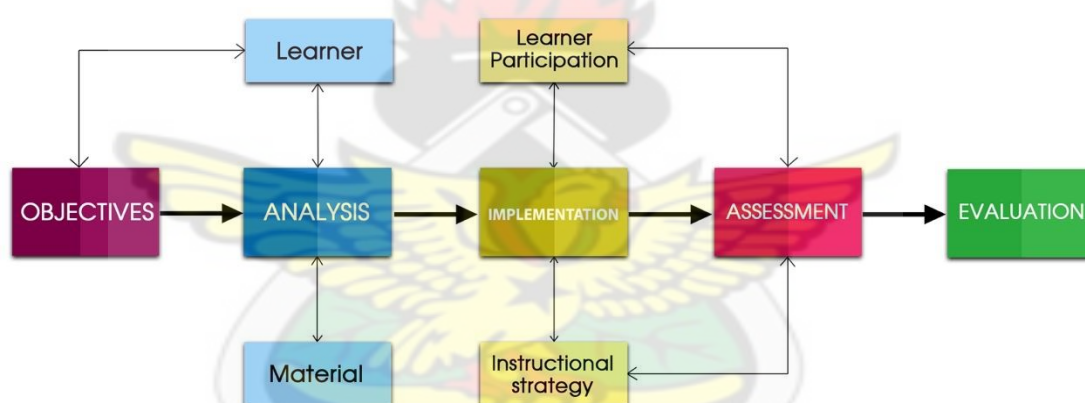 Learner
Learner
Participation
OBJECTIVES
ANALYSIS
IMPLEMENTATION
ASSESSMENT
EVALUATION
Material
Instructional
strategy